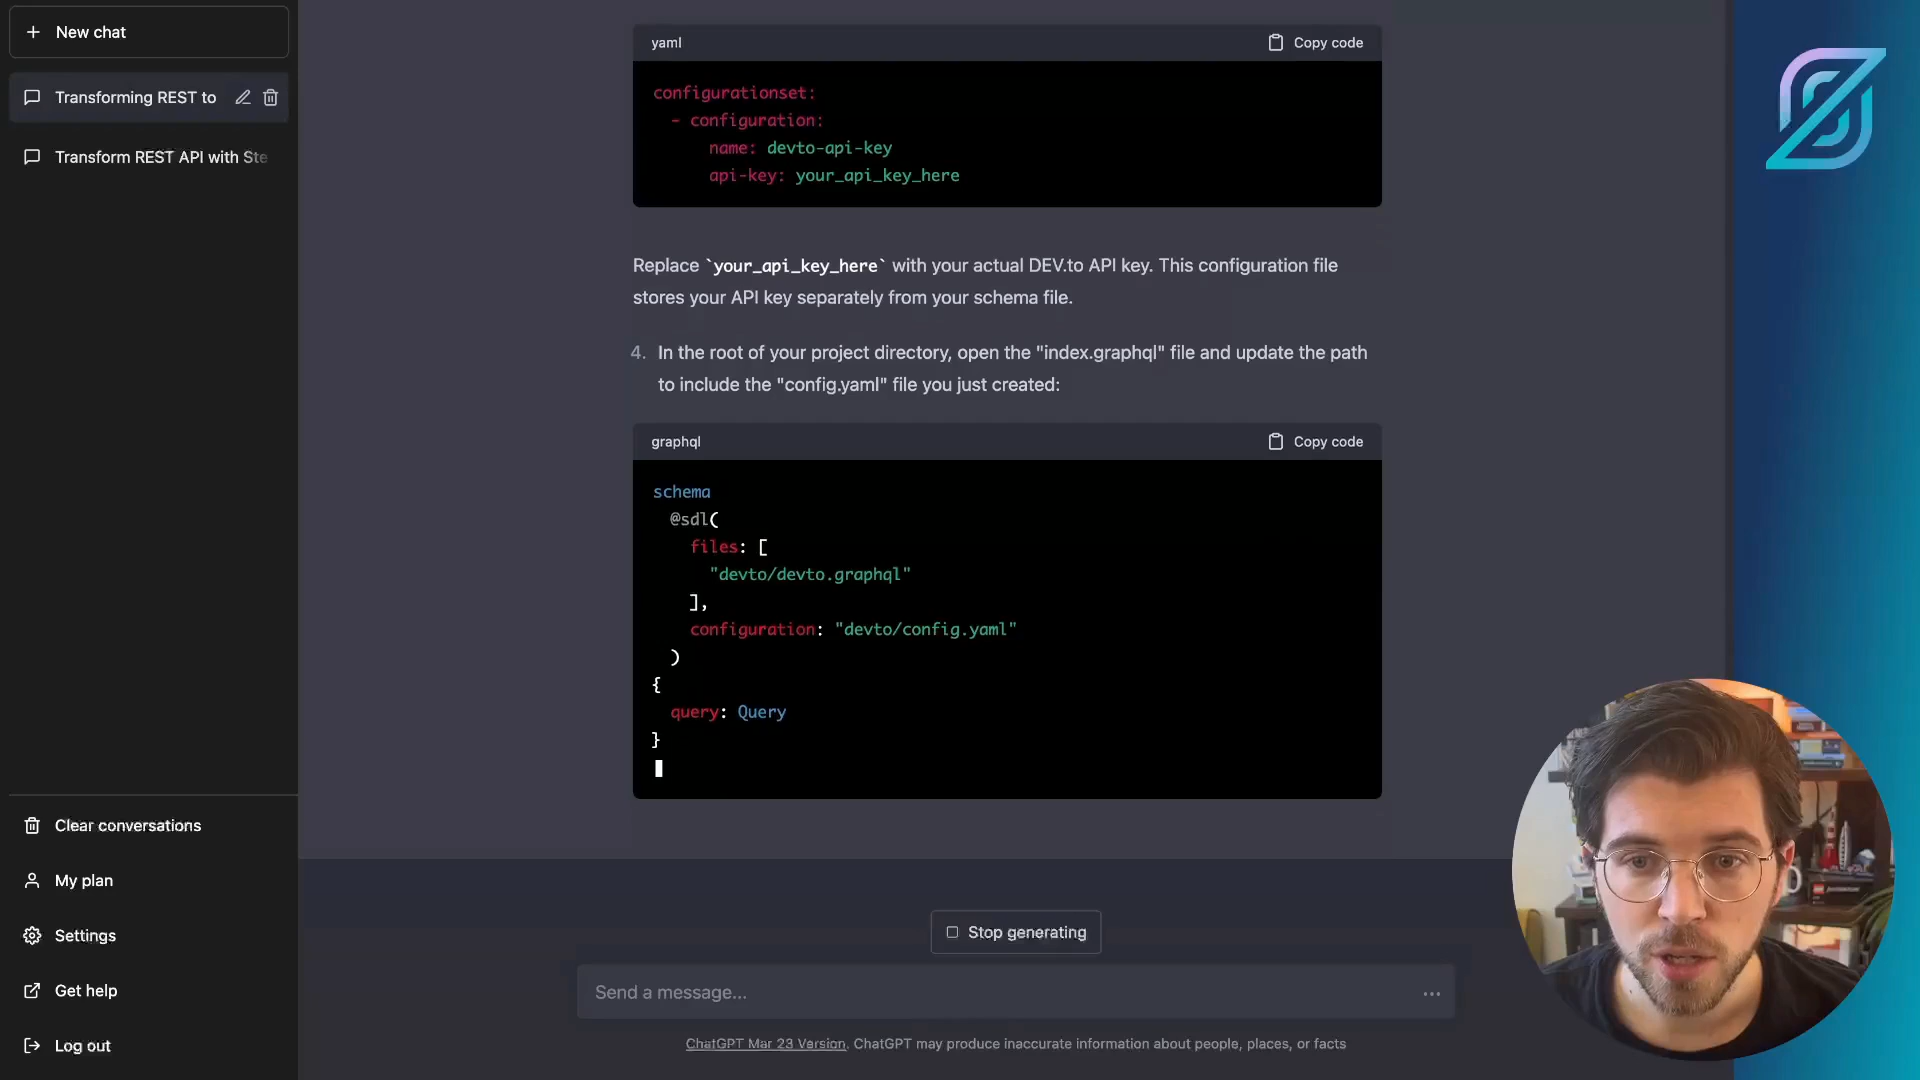 New chat
Transforming REST to
Transform REST API with Ste
yaml
Copy code
configurationset:
- configuration:
name: devto-api-key
api-key: your_api_key_here
Replace `your_api_key_here` with your actual DEV.to API key. This configuration file
stores your API key separately from your schema file.
4. In the root of your project directory, open the "index.graphql" file and update the path
to include the "config.yaml" file you just created:
graphql
Copy code
schema
@sdl(
files: [
"devto/devto.graphql"
],
configuration: "devto/config.yaml"
)
{
query: Query
}
Stop generating
Send a message...
ChatGPT Mar 23 Version. ChatGPT may produce inaccurate information about people, places, or facts
Clear conversations
My plan
Settings
Get help
Log out